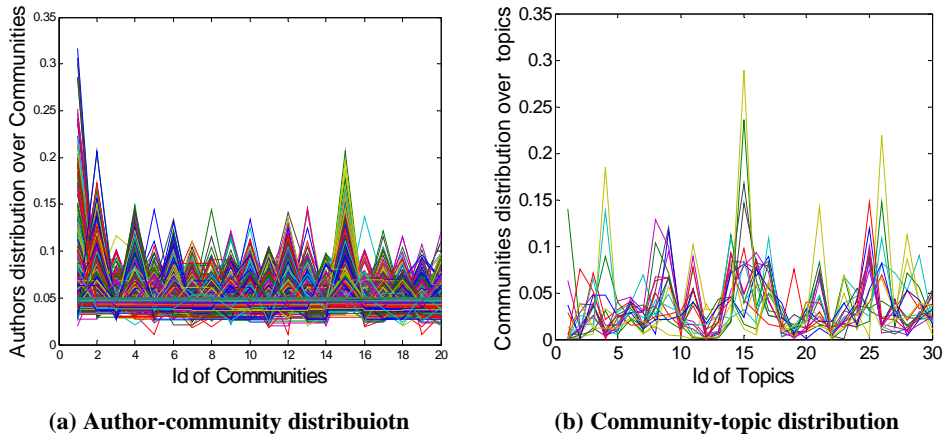 Authors distribution over Communities
0.35
0.3
0.25
0.2
0.15
0.1
0.05
0
0 2 4 6 8 10 12 14 16 18 20
Id of Communities
(a) Author-community distribuiotn
Communities distribution over topics
0.35
0.3
0.25
0.2
0.15
0.1
0.05
0
0 5 10 15 20 25 30
Id of Topics
(b) Community-topic distribution